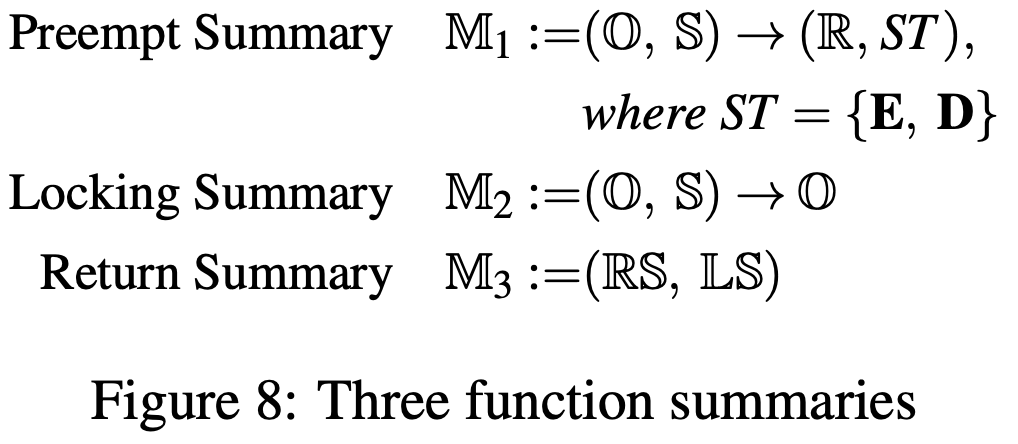 Preempt Summary 𝕄₁ :=(𝕆, 𝕊) → (ℝ, ST),
where ST = {E, D}
Locking Summary 𝕄₂ :=(𝕆, 𝕊) → 𝕆
Return Summary 𝕄₃ :=(ℝ𝕊, 𝕃𝕊)
Figure 8: Three function summaries